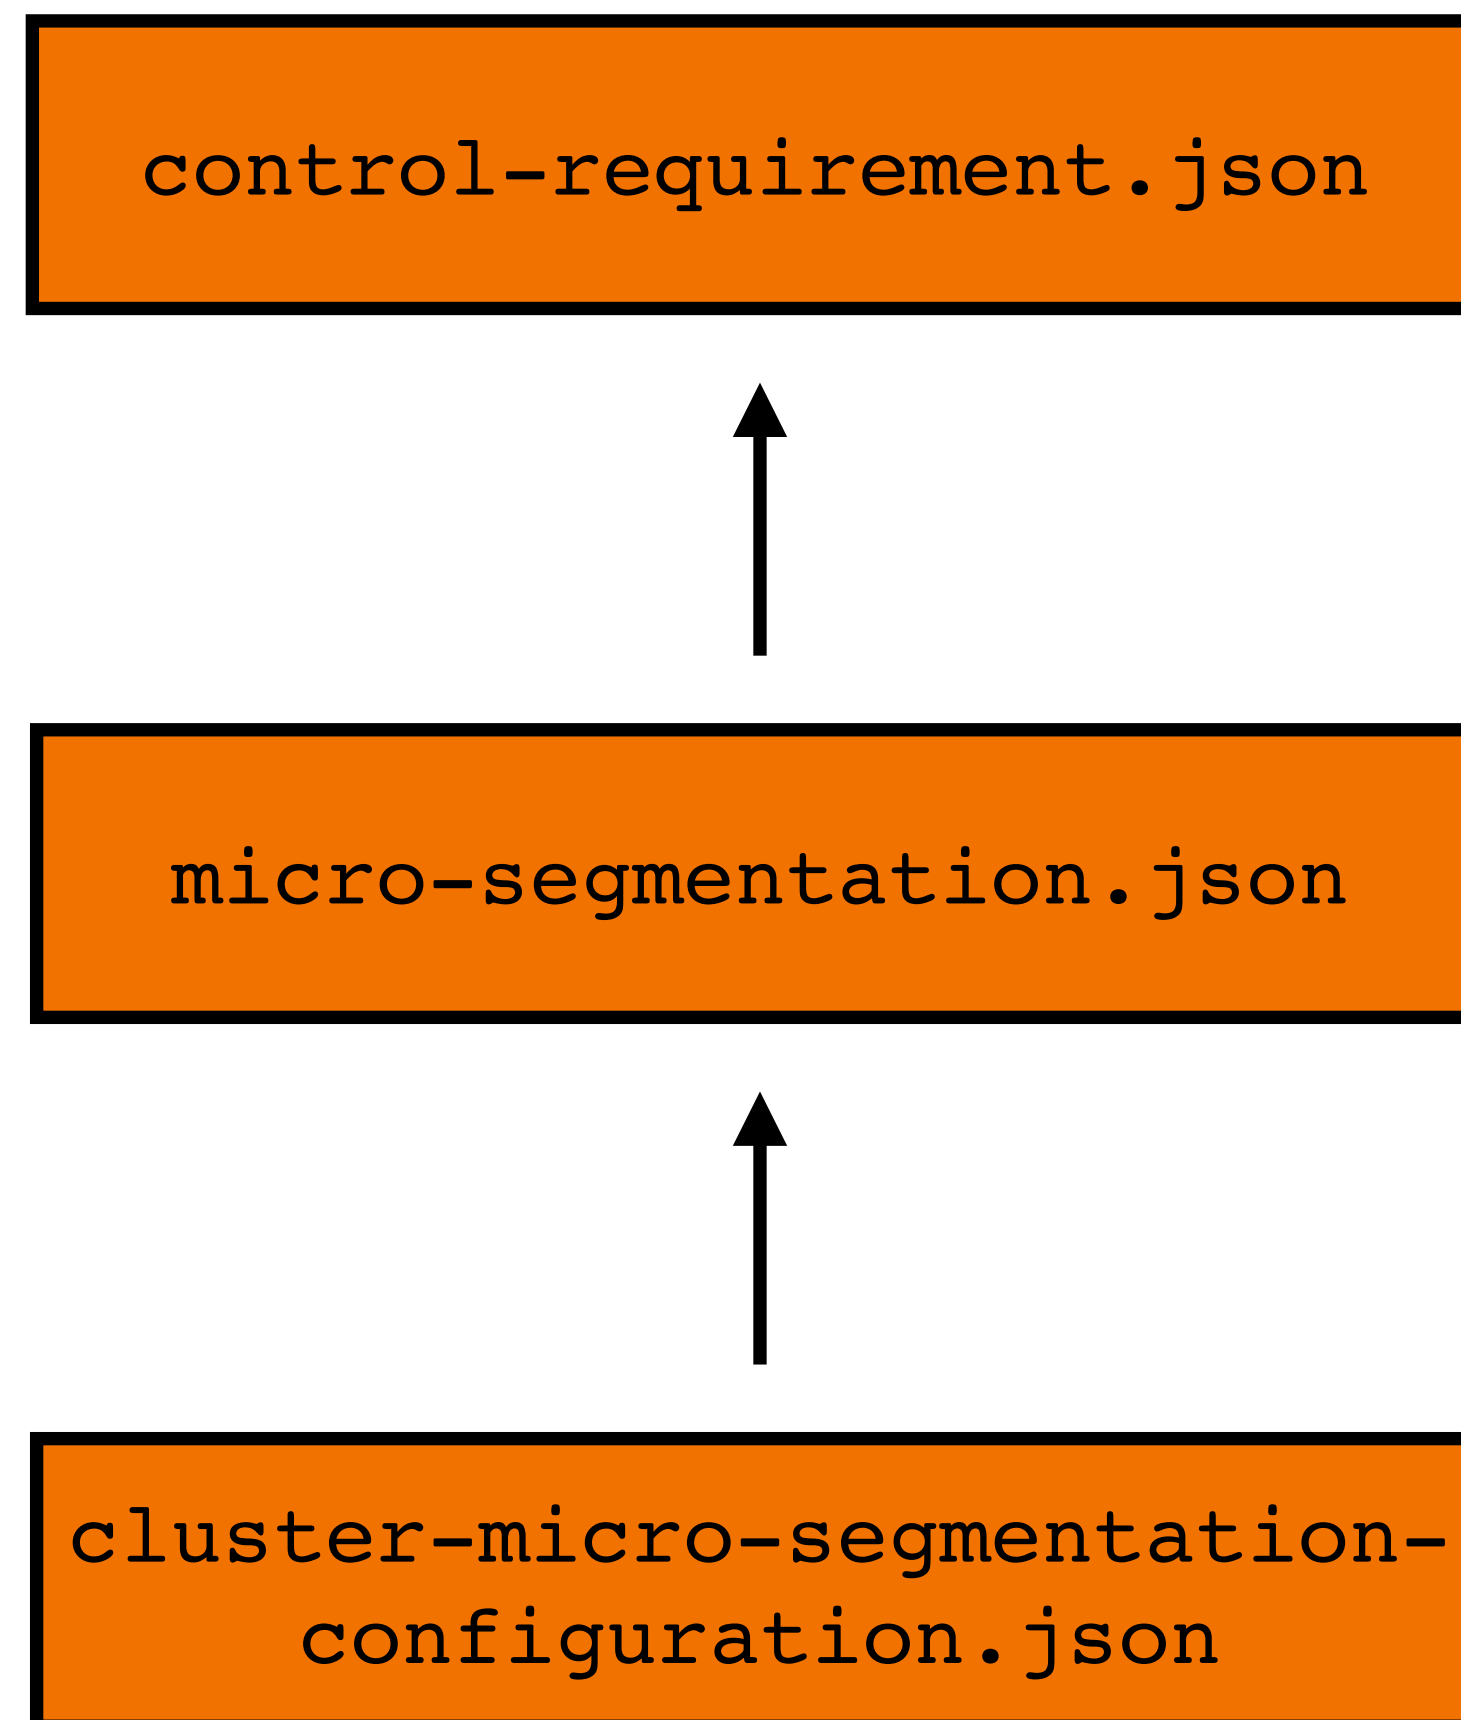 control-requirement.json
micro-segmentation.json
cluster-micro-segmentation-
configuration.json